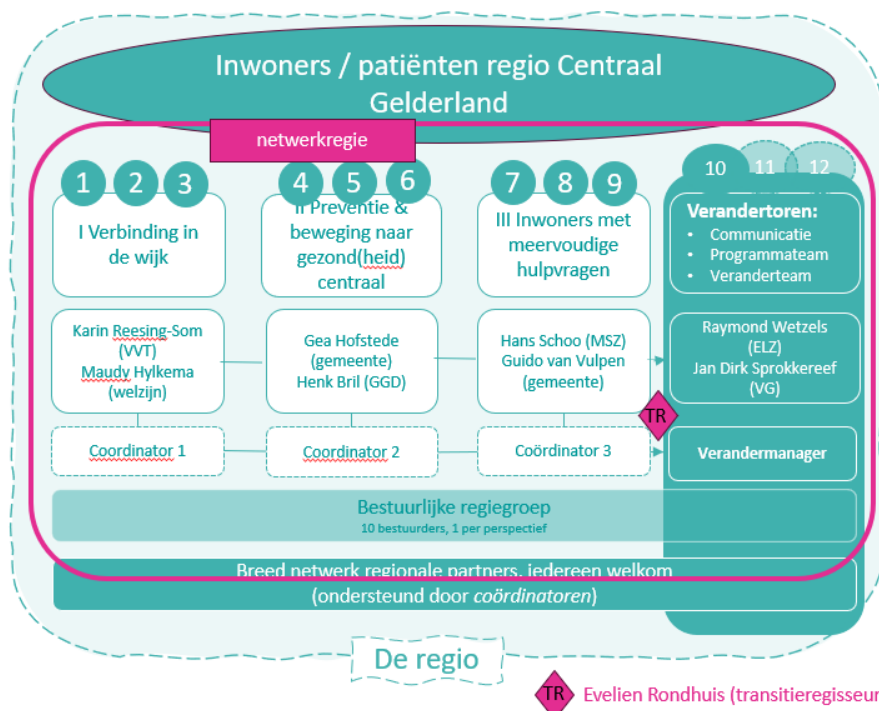 Inwoners / patiënten regio Centraal
Gelderland
netwerkregie
1 2 3
4 5 6
7 8 9
10 11 12
I Verbinding in
de wijk
II Preventie &
beweging naar
gezond(heid)
centraal
III Inwoners met
meervoudige
hulpvragen
Verandertoren:
• Communicatie
• Programmateam
• Veranderteam
Karin Reesing-Som
(VVT)
Maudy Hylkema
(welzijn)
Gea Hofstede
(gemeente)
Henk Bril (GGD)
Hans Schoo (MSZ)
Guido van Vulpen
(gemeente)
Raymond Wetzels
(ELZ)
Jan Dirk Sprokkereef
(VG)
TR
Coordinator 1
Coordinator 2
Coördinator 3
Verandermanager
Bestuurlijke regiegroep
10 bestuurders, 1 per perspectief
Breed netwerk regionale partners, iedereen welkom
(ondersteund door coördinatoren)
De regio
TR Evelien Rondhuis (transitieregisseur